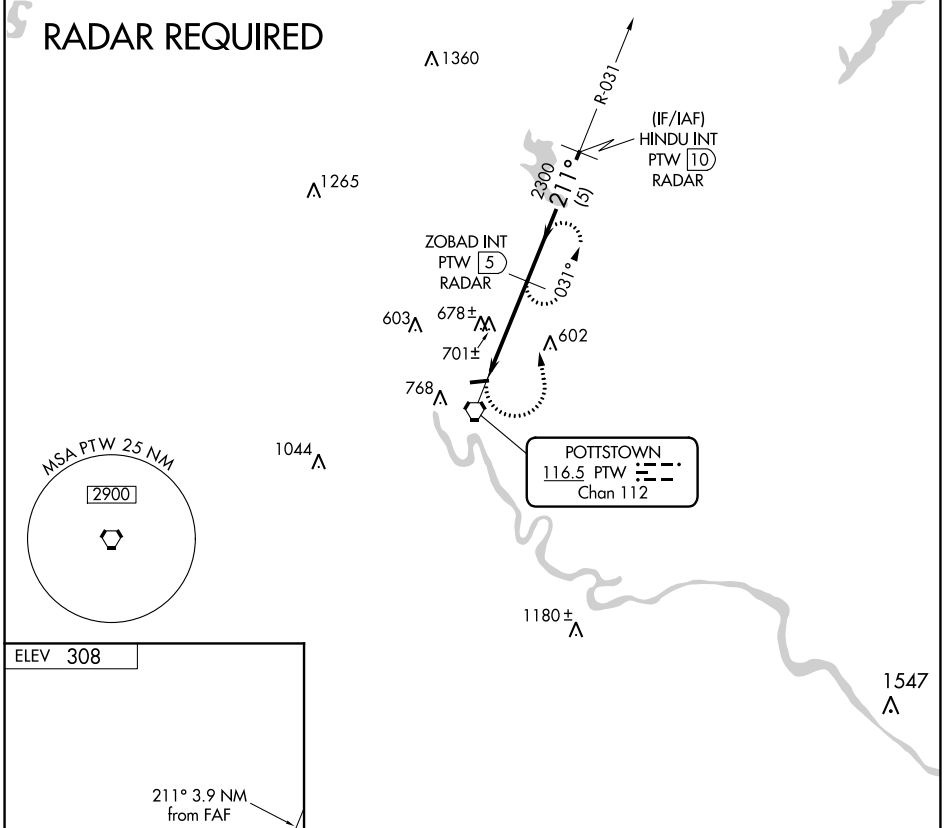 RADAR REQUIRED
1360
R-031
(IF/IAF)
HINDU INT
PTW 10
RADAR
1265
2300
211°
(5)
ZOBAD INT
PTW 5
RADAR
031°
603
678±
701±
602
768
1044
MSA PTW 25 NM
2900
POTTSTOWN
116.5 PTW
Chan 112
1180±
ELEV 308
1547
211° 3.9 NM
from FAF